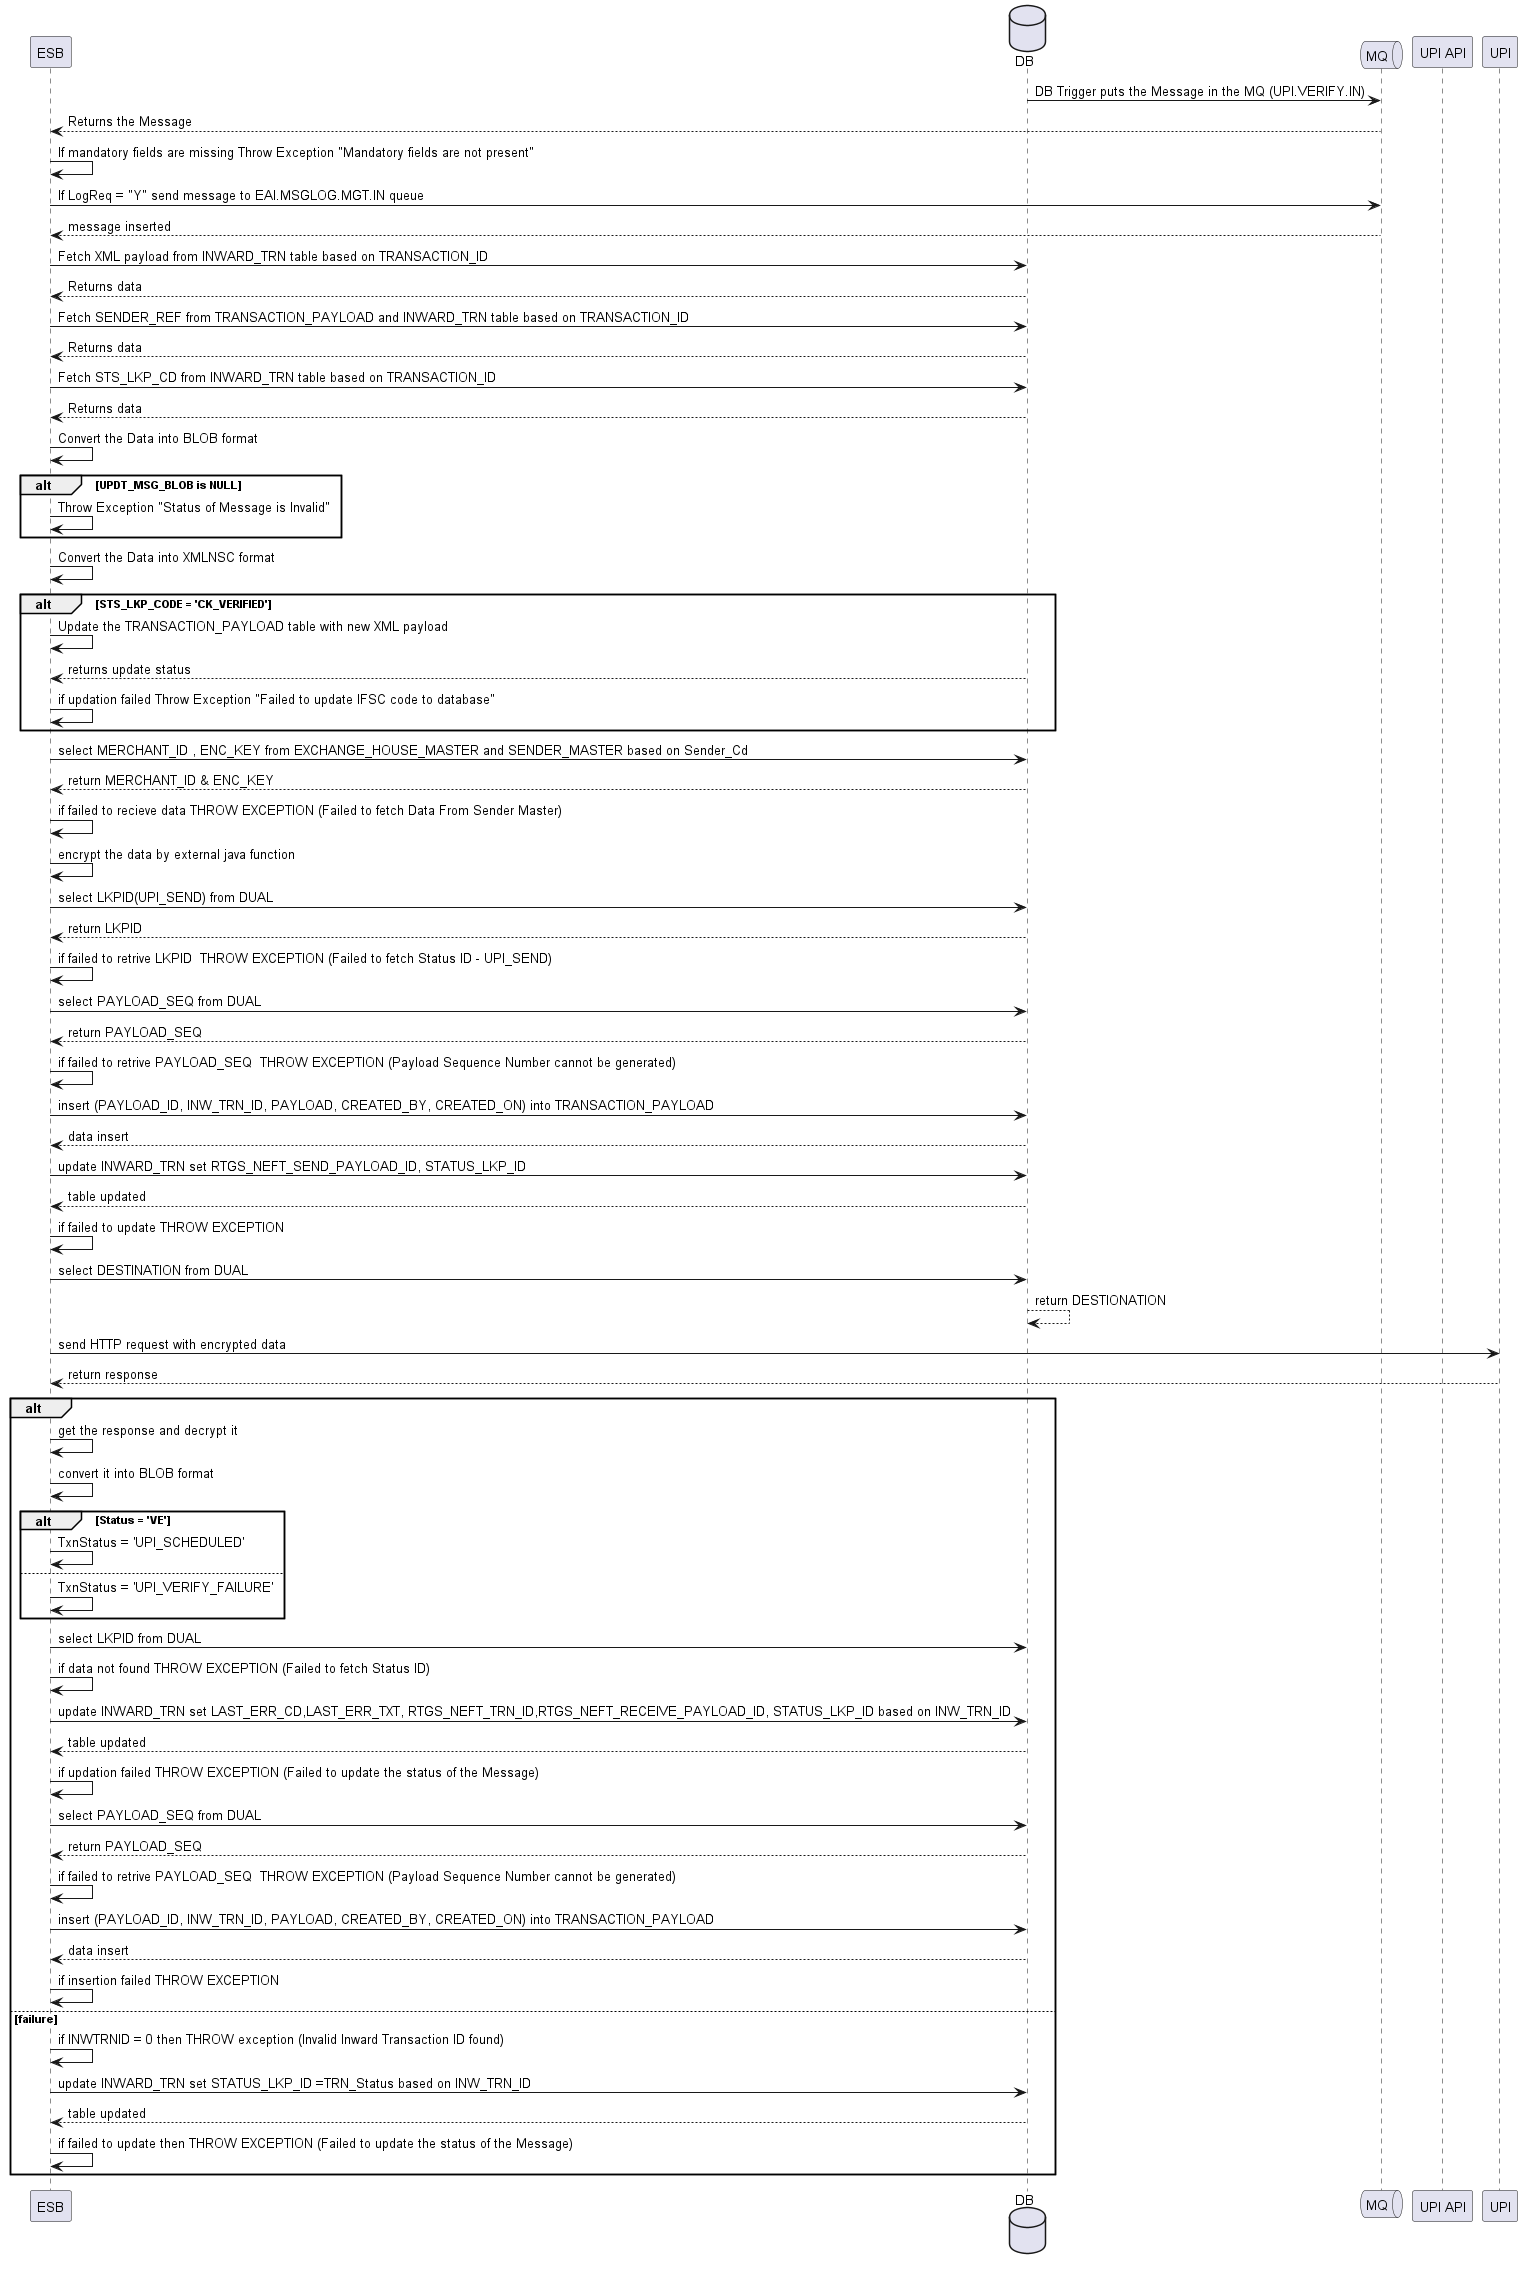 DB
ESB
MQ
UPI API
UPI
DB Trigger puts the Message in the MQ (UPI.VERIFY.IN)
Returns the Message
If mandatory fields are missing Throw Exception "Mandatory fields are not present"
If LogReq = "Y" send message to EAI.MSGLOG.MGT.IN queue
message inserted
Fetch XML payload from INWARD_TRN table based on TRANSACTION_ID
Returns data
Fetch SENDER_REF from TRANSACTION_PAYLOAD and INWARD_TRN table based on TRANSACTION_ID
Returns data
Fetch STS_LKP_CD from INWARD_TRN table based on TRANSACTION_ID
Returns data
Convert the Data into BLOB format
alt [UPDT_MSG_BLOB is NULL]
Throw Exception "Status of Message is Invalid"
Convert the Data into XMLNSC format
alt [STS_LKP_CODE = 'CK_VERIFIED']
Update the TRANSACTION_PAYLOAD table with new XML payload
returns update status
if updation failed Throw Exception "Failed to update IFSC code to database"
select MERCHANT_ID , ENC_KEY from EXCHANGE_HOUSE_MASTER and SENDER_MASTER based on Sender_Cd
return MERCHANT_ID & ENC_KEY
if failed to recieve data THROW EXCEPTION (Failed to fetch Data From Sender Master)
encrypt the data by external java function
select LKPID(UPI_SEND) from DUAL
return LKPID
if failed to retrive LKPID  THROW EXCEPTION (Failed to fetch Status ID - UPI_SEND)
select PAYLOAD_SEQ from DUAL
return PAYLOAD_SEQ
if failed to retrive PAYLOAD_SEQ  THROW EXCEPTION (Payload Sequence Number cannot be generated)
insert (PAYLOAD_ID, INW_TRN_ID, PAYLOAD, CREATED_BY, CREATED_ON) into TRANSACTION_PAYLOAD
data insert
update INWARD_TRN set RTGS_NEFT_SEND_PAYLOAD_ID, STATUS_LKP_ID
table updated
if failed to update THROW EXCEPTION
select DESTINATION from DUAL
return DESTIONATION
send HTTP request with encrypted data
return response
alt
get the response and decrypt it
convert it into BLOB format
alt [Status = 'VE']
TxnStatus = 'UPI_SCHEDULED'
TxnStatus = 'UPI_VERIFY_FAILURE'
select LKPID from DUAL
if data not found THROW EXCEPTION (Failed to fetch Status ID)
update INWARD_TRN set LAST_ERR_CD,LAST_ERR_TXT, RTGS_NEFT_TRN_ID,RTGS_NEFT_RECEIVE_PAYLOAD_ID, STATUS_LKP_ID based on INW_TRN_ID
table updated
if updation failed THROW EXCEPTION (Failed to update the status of the Message)
select PAYLOAD_SEQ from DUAL
return PAYLOAD_SEQ
if failed to retrive PAYLOAD_SEQ  THROW EXCEPTION (Payload Sequence Number cannot be generated)
insert (PAYLOAD_ID, INW_TRN_ID, PAYLOAD, CREATED_BY, CREATED_ON) into TRANSACTION_PAYLOAD
data insert
if insertion failed THROW EXCEPTION
[failure]
if INWTRNID = 0 then THROW exception (Invalid Inward Transaction ID found)
update INWARD_TRN set STATUS_LKP_ID =TRN_Status based on INW_TRN_ID
table updated
if failed to update then THROW EXCEPTION (Failed to update the status of the Message)
ESB
DB
MQ
UPI API
UPI